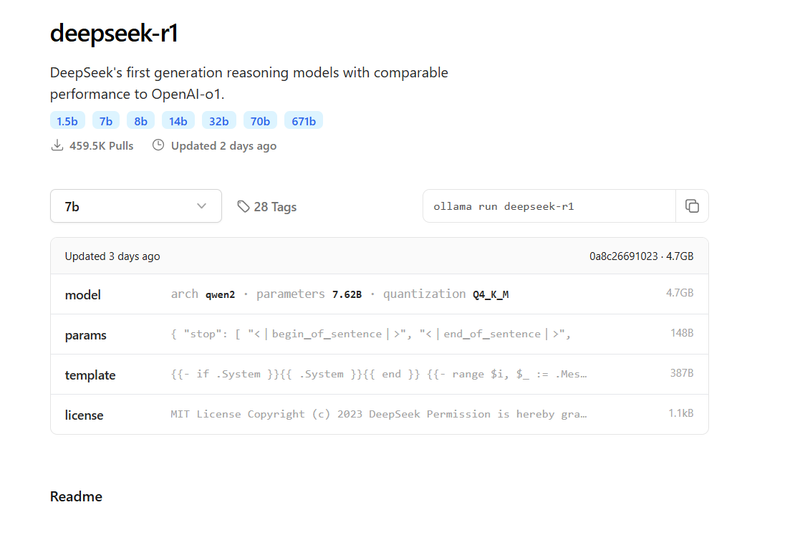 deepseek-r1
DeepSeek's first generation reasoning models with comparable
performance to OpenAI-o1.
1.5b 7b 8b 14b 32b 70b 671b
459.5K Pulls Updated 2 days ago
7b 28 Tags ollama run deepseek-r1
Updated 3 days ago 0a8c26691023 · 4.7GB
model arch qwen2 · parameters 7.62B · quantization Q4_K_M 4.7GB
params { "stop": [ "<|begin_of_sentence|>", "<|end_of_sentence|>", 148B
template {{- if .System }}{{ .System }}{{ end }} {{- range $i, $_ := .Mes… 387B
license MIT License Copyright (c) 2023 DeepSeek Permission is hereby gra… 1.1kB
Readme